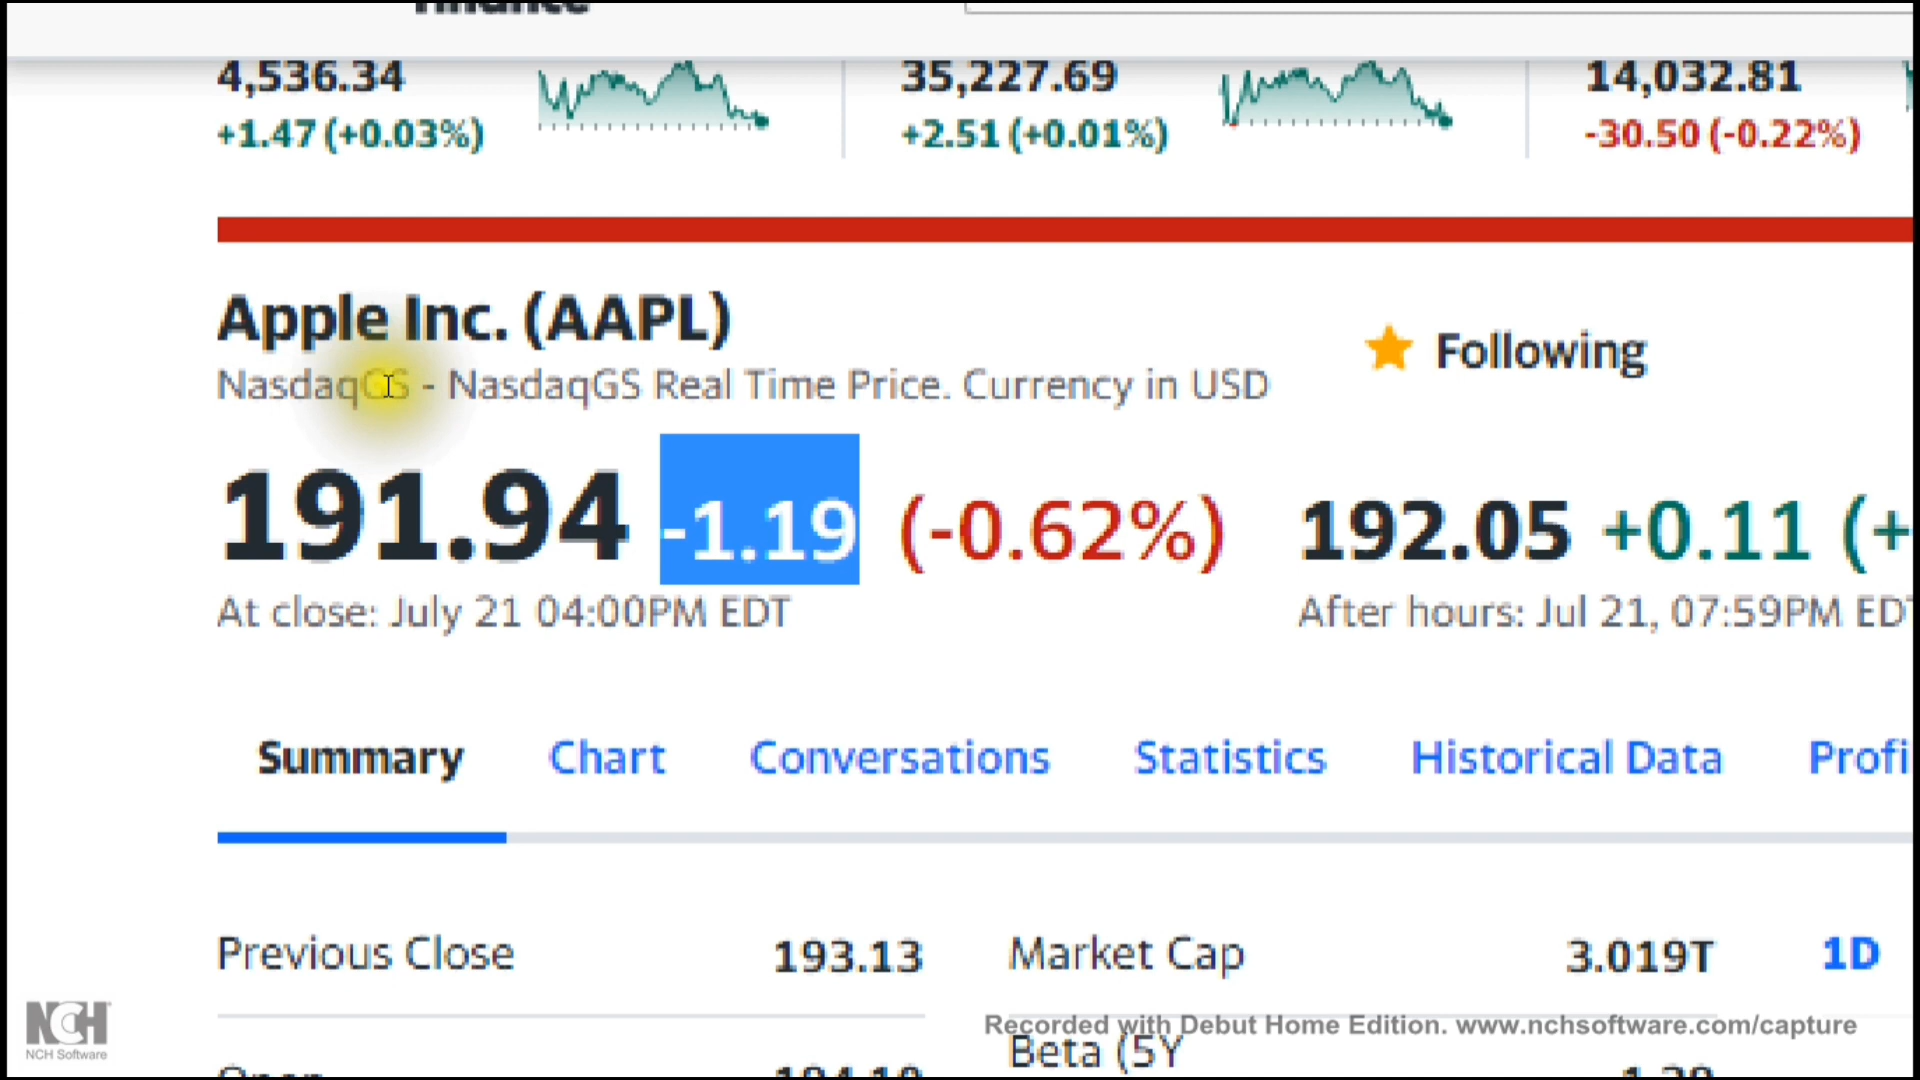 Finance
4,536.34
+1.47 (+0.03%)
35,227.69
+2.51 (+0.01%)
14,032.81
-30.50 (-0.22%)
Apple Inc. (AAPL)
NasdaqGS - NasdaqGS Real Time Price. Currency in USD
Following
191.94 -1.19 (-0.62%)
192.05 +0.11 (+
At close: July 21 04:00PM EDT
After hours: Jul 21, 07:59PM EDT
Summary Chart Conversations Statistics Historical Data Profi
Previous Close 193.13
Market Cap 3.019T
1D
NCH
NCH Software
Recorded with Debut Home Edition. www.nchsoftware.com/capture
Beta (5Y
Open